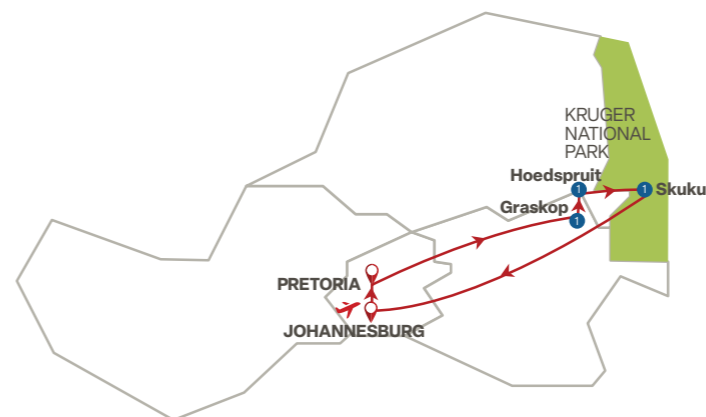 KRUGER
NATIONAL
PARK
Hoedspruit
1
1
Skuku
Graskop
1
PRETORIA
JOHANNESBURG